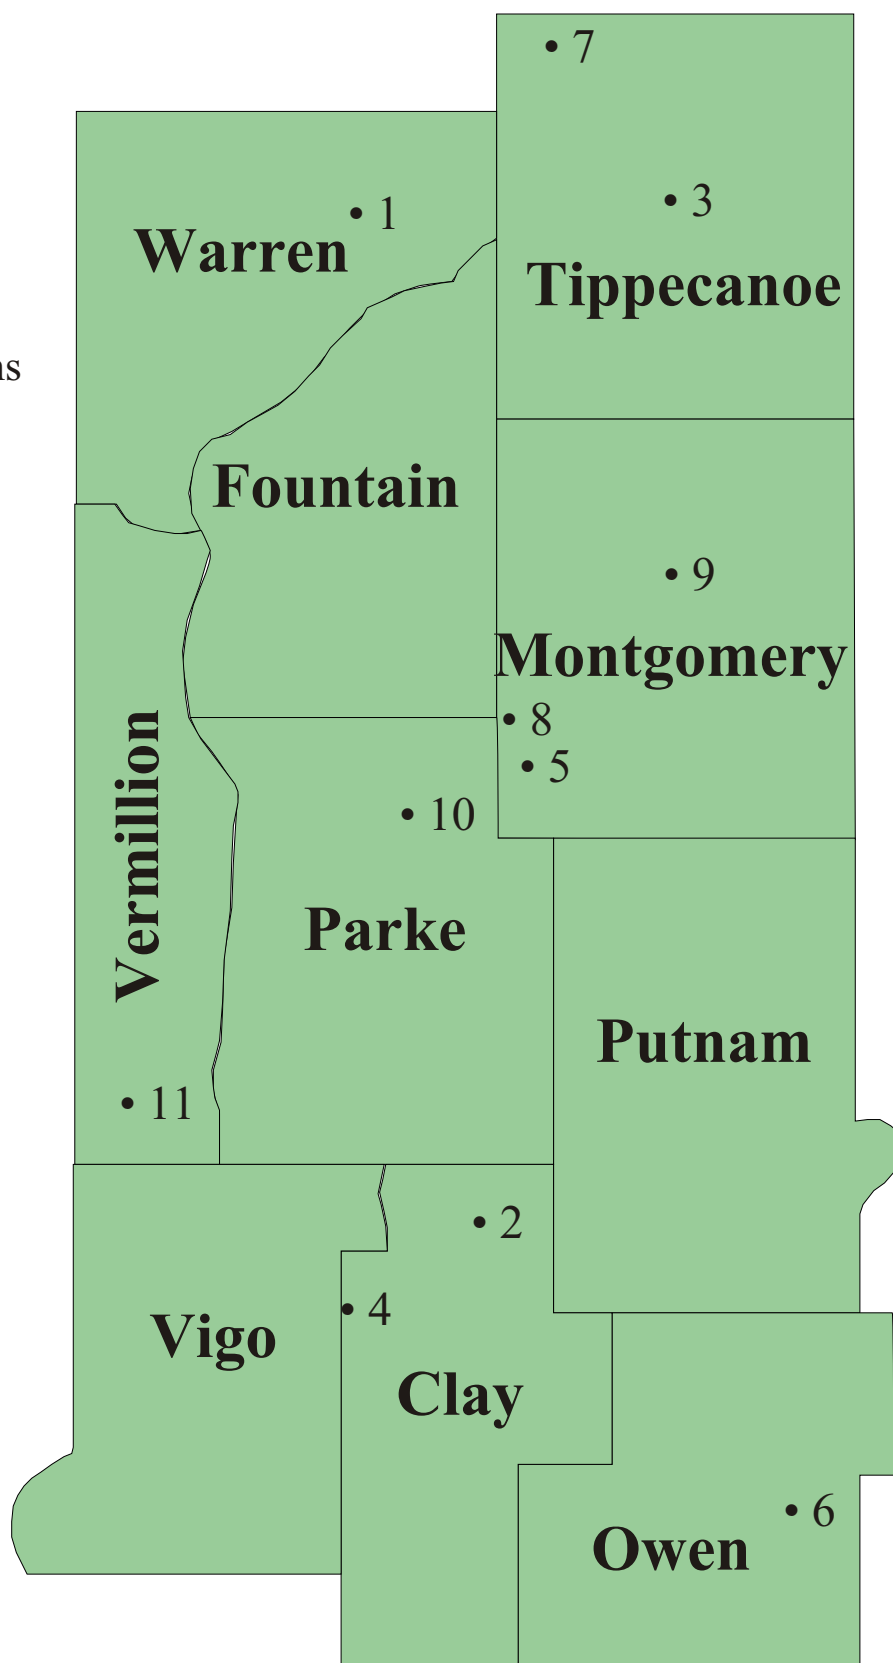 7
3
1
Warren
Tippecanoe
Fountain
9
Montgomery
8
5
10
Vermillion
Parke
Putnam
11
2
4
Vigo
Clay
6
Owen